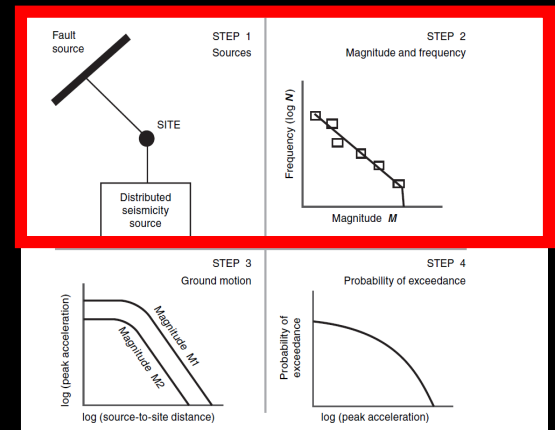 Fault
source
STEP 1
Sources
SITE
Distributed
seismicity
source
STEP 2
Magnitude and frequency
Frequency (log N)
Magnitude M
STEP 3
Ground motion
log (peak acceleration)
Magnitude M1
Magnitude M2
log (source-to-site distance)
STEP 4
Probability of exceedance
Probability of
exceedance
log (peak acceleration)